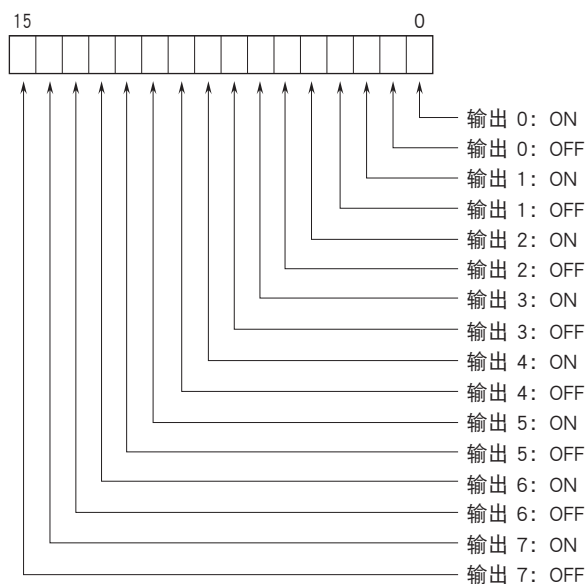 15 0
输出 0：ON
输出 0：OFF
输出 1：ON
输出 1：OFF
输出 2：ON
输出 2：OFF
输出 3：ON
输出 3：OFF
输出 4：ON
输出 4：OFF
输出 5：ON
输出 5：OFF
输出 6：ON
输出 6：OFF
输出 7：ON
输出 7：OFF